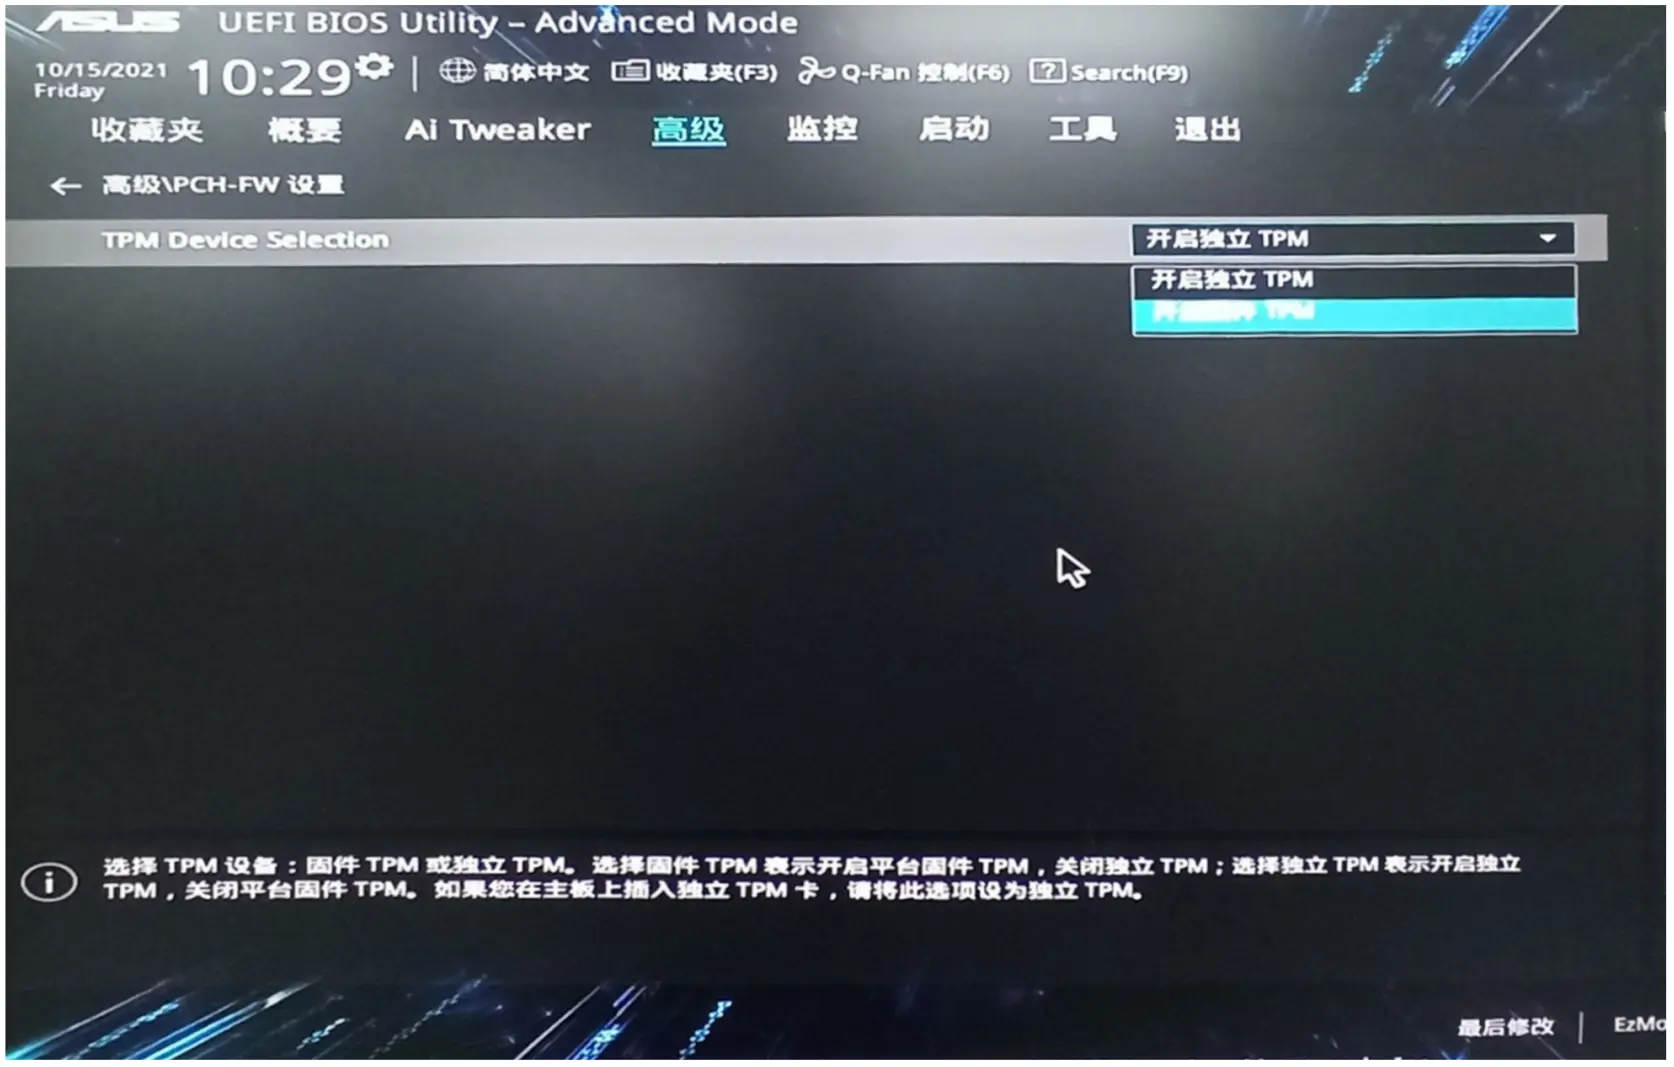 ASUS UEFI BIOS Utility – Advanced Mode
10/15/2021
Friday
10:29
简体中文 收藏夹(F3) Q-Fan 控制(F6) ? Search(F9)
收藏夹 概要 Ai Tweaker 高级 监控 启动 工具 退出
← 高级\PCH-FW 设置
TPM Device Selection 开启独立 TPM
开启独立 TPM
开启固件 TPM
选择 TPM 设备：固件 TPM 或独立 TPM。选择固件 TPM 表示开启平台固件 TPM，关闭独立 TPM；选择独立 TPM 表示开启独立
TPM，关闭平台固件 TPM。如果您在主板上插入独立 TPM 卡，请将此选项设为独立 TPM。
最后修改 | EzMo